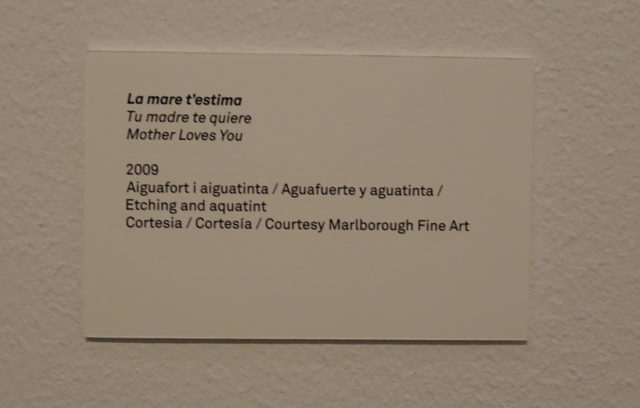 La mare t'estima
Tu madre te quiere
Mother Loves You
2009
Aiguafort i aiguatinta / Aguafuerte y aguatinta /
Etching and aquatint
Cortesia / Cortesía / Courtesy Marlborough Fine Art